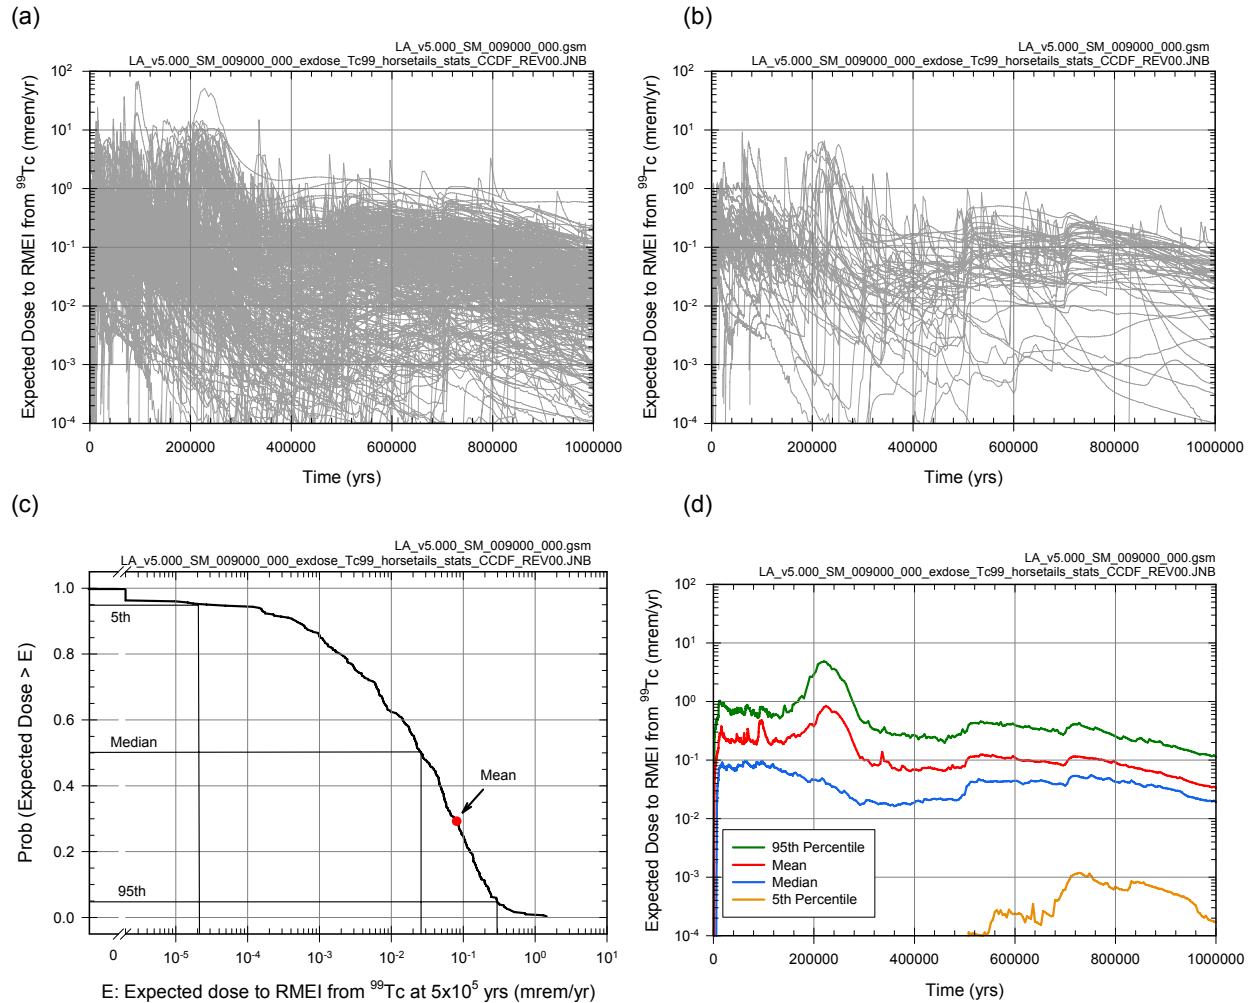 (a)
LA_v5.000_SM_009000_000.gsm
LA_v5.000_SM_009000_000_exdose_Tc99_horsetails_stats_CCDF_REV00.JNB
Expected Dose to RMEI from ⁹⁹Tc (mrem/yr)
10²
10¹
10⁰
10⁻¹
10⁻²
10⁻³
10⁻⁴
0 200000 400000 600000 800000 1000000
Time (yrs)
(b)
LA_v5.000_SM_009000_000.gsm
LA_v5.000_SM_009000_000_exdose_Tc99_horsetails_stats_CCDF_REV00.JNB
Expected Dose to RMEI from ⁹⁹Tc (mrem/yr)
10²
10¹
10⁰
10⁻¹
10⁻²
10⁻³
10⁻⁴
0 200000 400000 600000 800000 1000000
Time (yrs)
(c)
LA_v5.000_SM_009000_000.gsm
LA_v5.000_SM_009000_000_exdose_Tc99_horsetails_stats_CCDF_REV00.JNB
Prob (Expected Dose > E)
1.0
0.8
0.6
0.4
0.2
0.0
5th
Median
Mean
95th
0 10⁻⁵ 10⁻⁴ 10⁻³ 10⁻² 10⁻¹ 10⁰ 10¹
E: Expected dose to RMEI from ⁹⁹Tc at 5x10⁵ yrs (mrem/yr)
(d)
LA_v5.000_SM_009000_000.gsm
LA_v5.000_SM_009000_000_exdose_Tc99_horsetails_stats_CCDF_REV00.JNB
Expected Dose to RMEI from ⁹⁹Tc (mrem/yr)
10²
10¹
10⁰
10⁻¹
10⁻²
10⁻³
10⁻⁴
95th Percentile
Mean
Median
5th Percentile
0 200000 400000 600000 800000 1000000
Time (yrs)